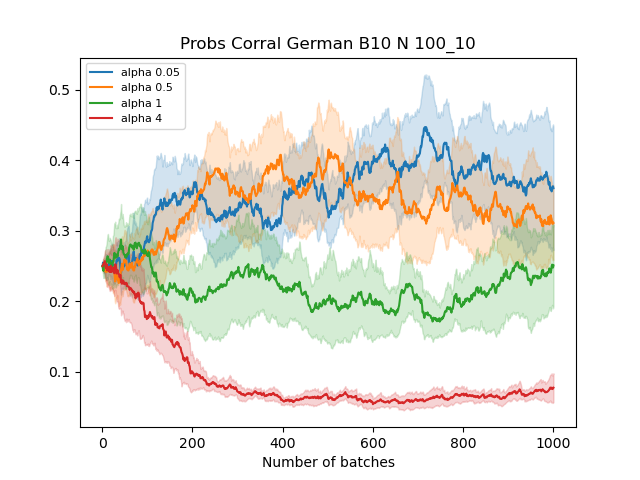 Probs Corral German B10 N 100_10
alpha 0.05
alpha 0.5
alpha 1
alpha 4
0.5
0.4
0.3
0.2
0.1
0 200 400 600 800 1000
Number of batches